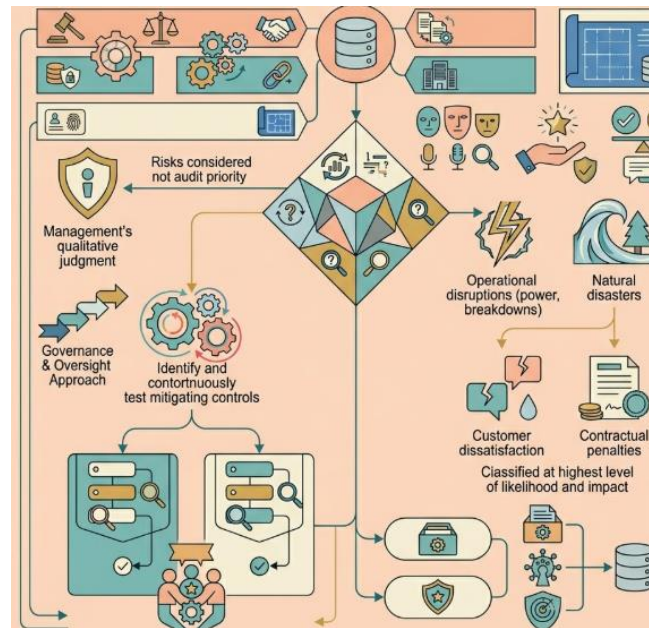 Risks considered
not audit priority
Management's
qualitative
judgment
Governance
& Oversight
Approach
Identify and
contortnuously
test mitigating controls
Operational
disruptions (power,
breakdowns)
Natural
disasters
Customer
dissatisfaction
Contractual
penalties
Classified at highest level
of likelihood and impact